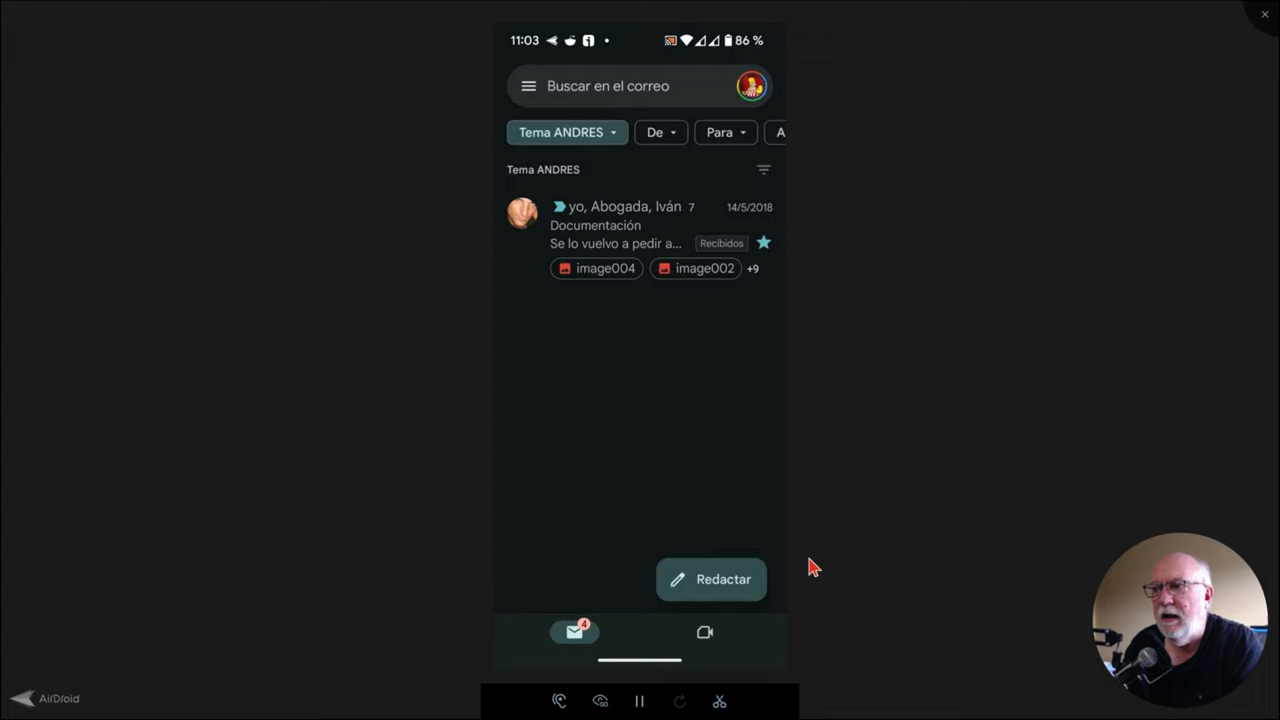 11:03
86 %
Buscar en el correo
Tema ANDRES
De
Para
A
Tema ANDRES
yo, Abogada, Iván 7
14/5/2018
Documentación
Se lo vuelvo a pedir a...
Recibidos
image004
image002
+9
Redactar
4
AirDroid